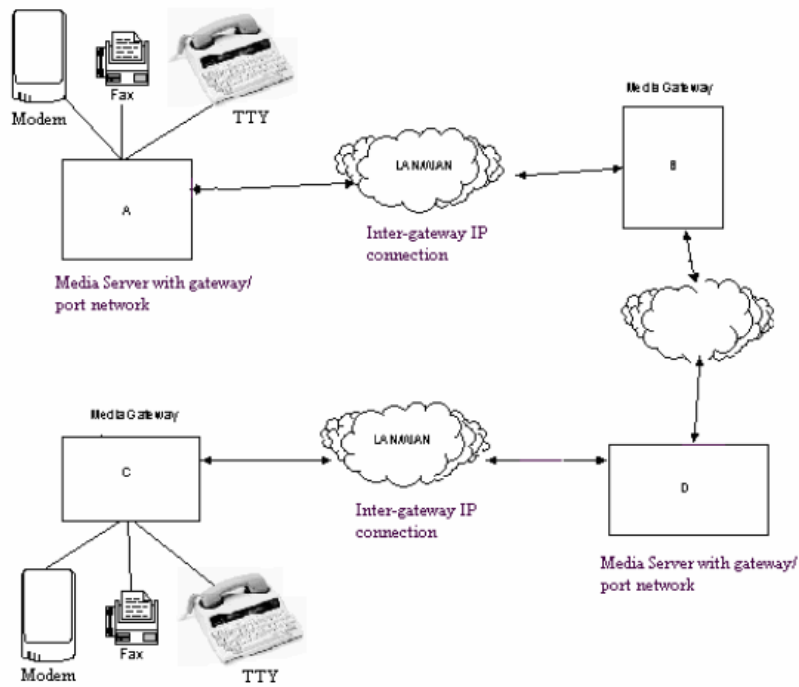 Modem
Fax
TTY
Media Gateway
A
LAN/WAN
B
Inter-gateway IP
connection
Media Server with gateway/
port network
Media Gateway
C
LAN/WAN
D
Inter-gateway IP
connection
Media Server with gateway/
port network
Modem
Fax
TTY